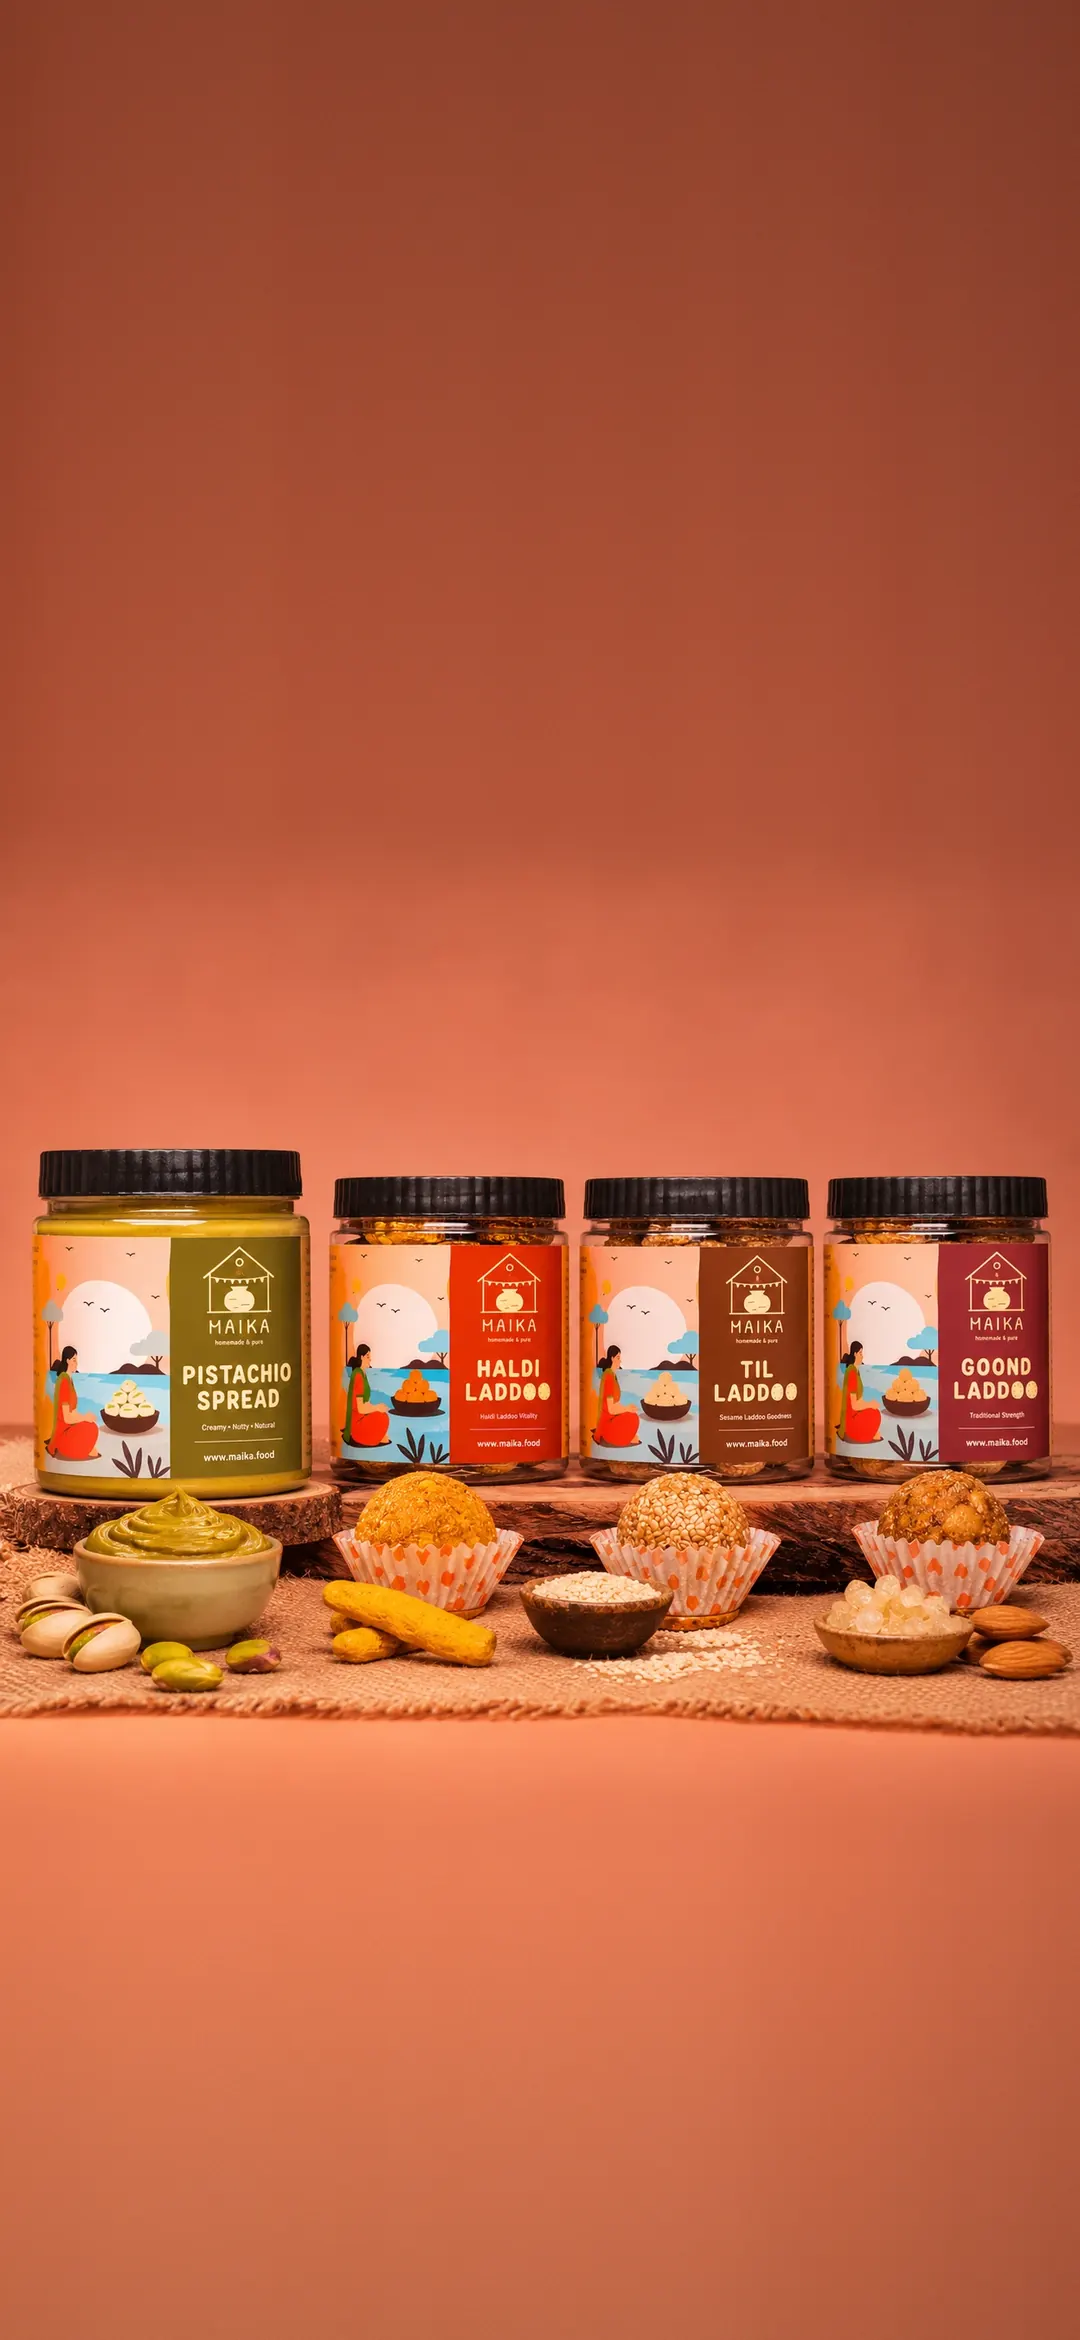 MAIKA
homemade & pure
PISTACHIO
SPREAD
Creamy • Nutty • Natural
www.maika.food
MAIKA
homemade & pure
HALDI
LADDOO
Haldi Laddoo Vitality
www.maika.food
MAIKA
homemade & pure
TIL
LADDOO
Sesame Laddoo Goodness
www.maika.food
MAIKA
homemade & pure
GOOND
LADDOO
Traditional Strength
www.maika.food